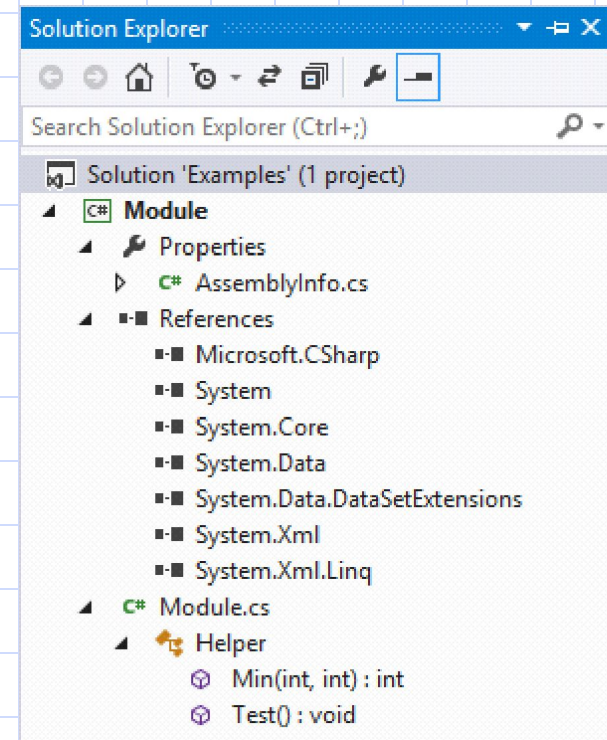 Solution Explorer
Search Solution Explorer (Ctrl+;)
Solution 'Examples' (1 project)
C# Module
Properties
C# AssemblyInfo.cs
References
Microsoft.CSharp
System
System.Core
System.Data
System.Data.DataSetExtensions
System.Xml
System.Xml.Linq
C# Module.cs
Helper
Min(int, int) : int
Test() : void